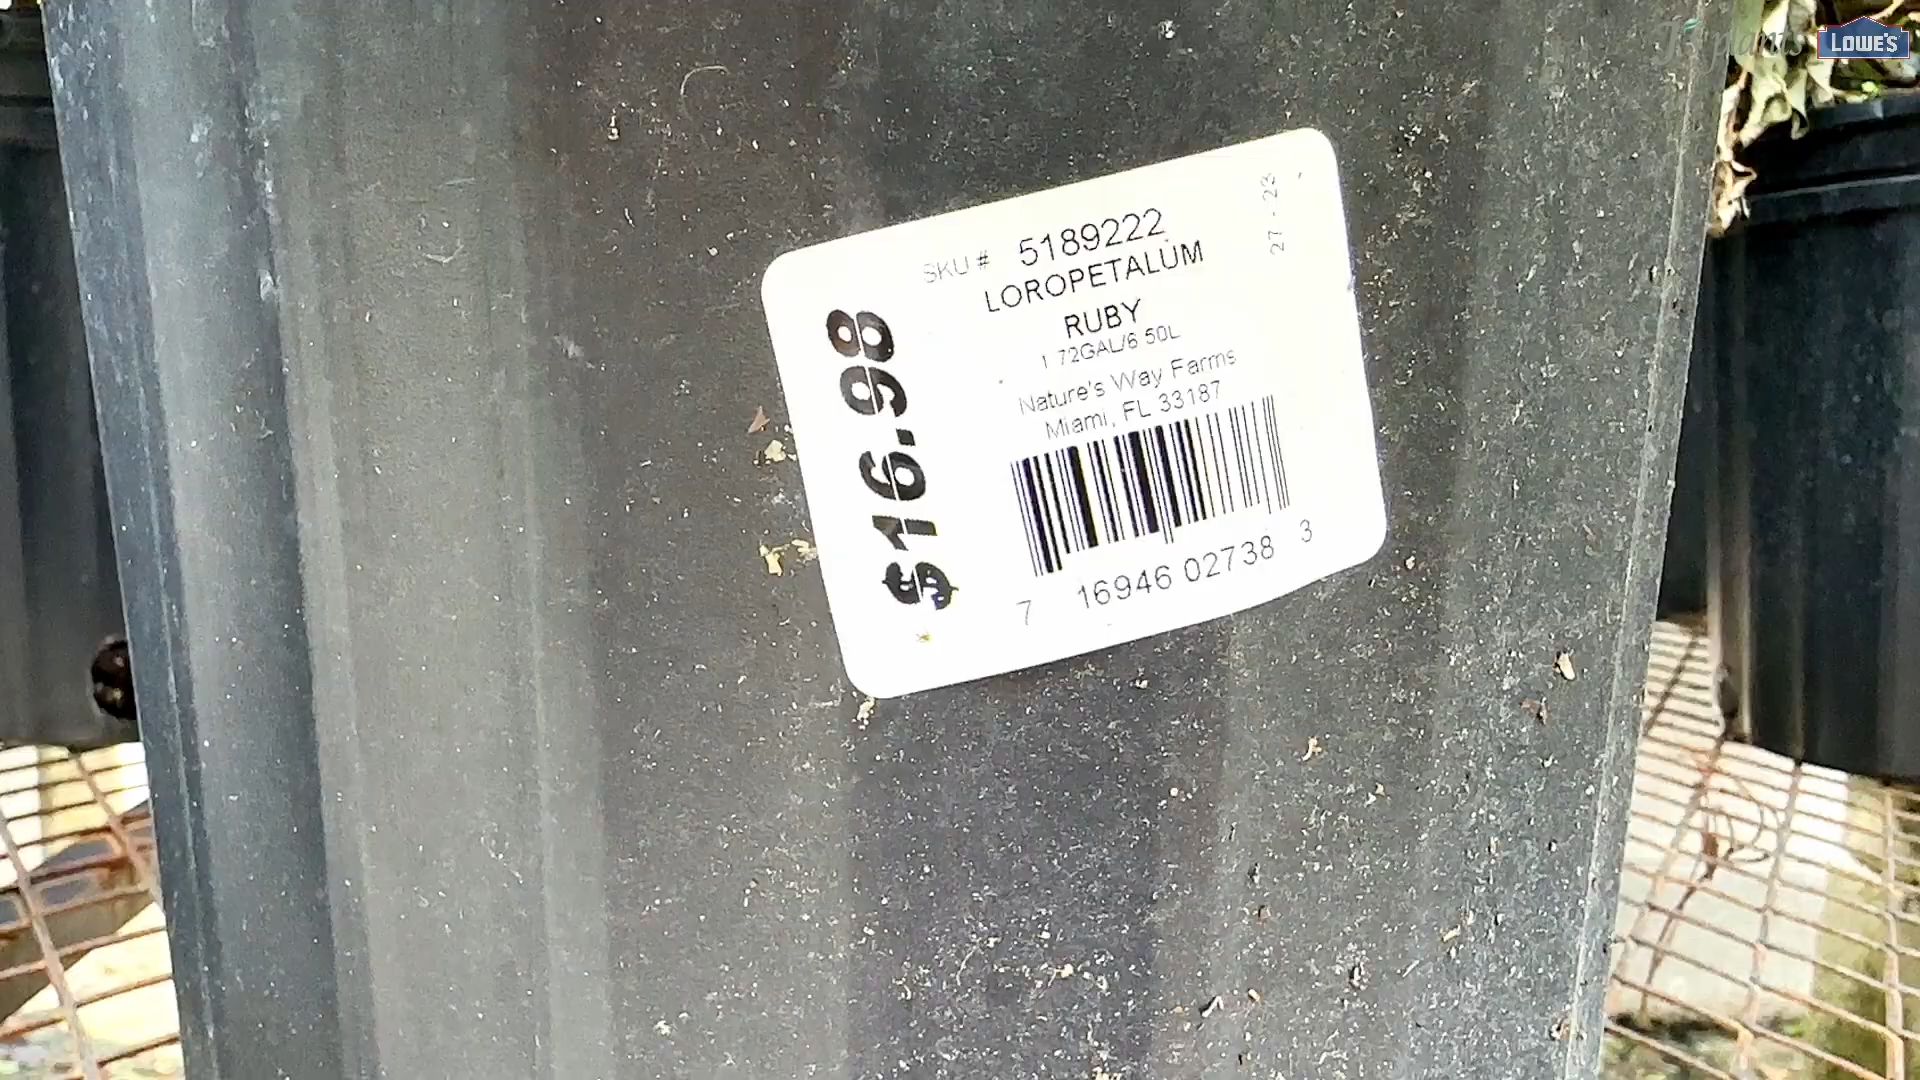 SKU # 5189222
LOROPETALUM
RUBY
1 72GAL/6 50L
Nature's Way Farms
Miami, FL 33187
7 16946 02738 3
$16.98
27-23
plants
LOWE'S